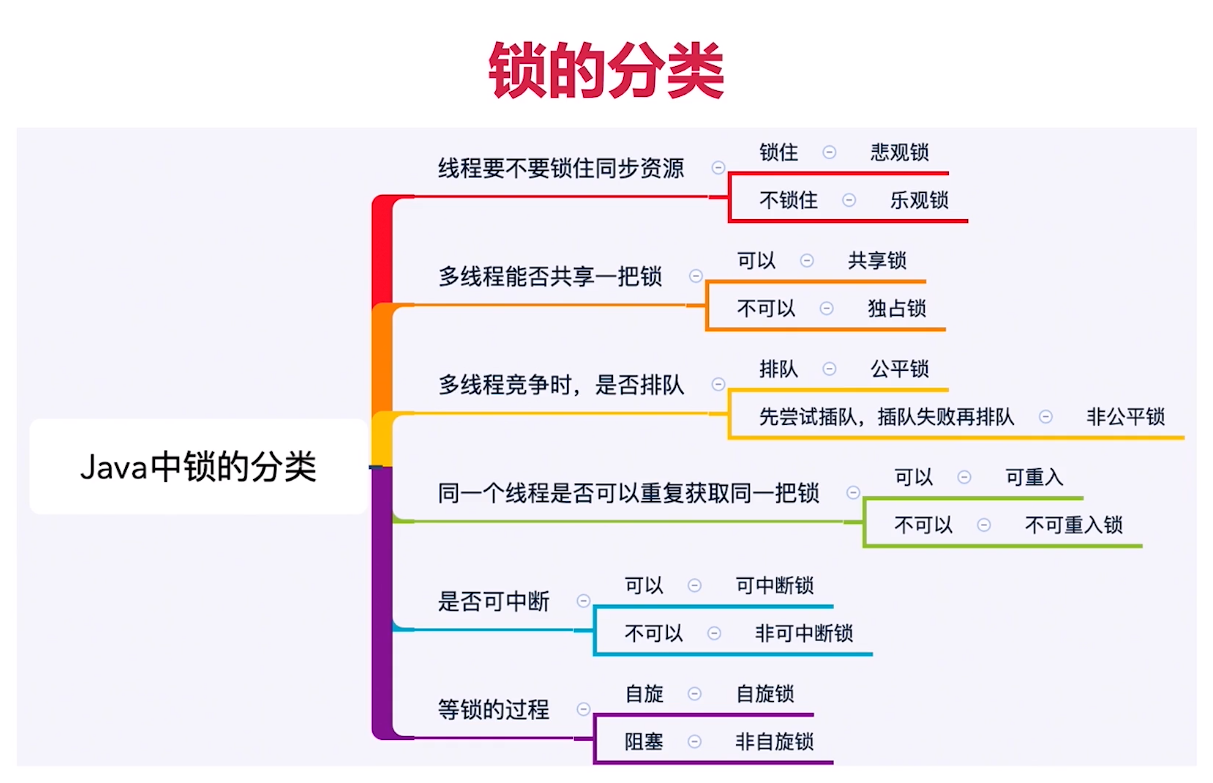 锁的分类
线程要不要锁住同步资源
锁住
悲观锁
不锁住
乐观锁
多线程能否共享一把锁
可以
共享锁
不可以
独占锁
多线程竞争时，是否排队
排队
公平锁
先尝试插队，插队失败再排队
非公平锁
Java中锁的分类
同一个线程是否可以重复获取同一把锁
可以
可重入
不可以
不可重入锁
是否可中断
可以
可中断锁
不可以
非可中断锁
等锁的过程
自旋
自旋锁
阻塞
非自旋锁